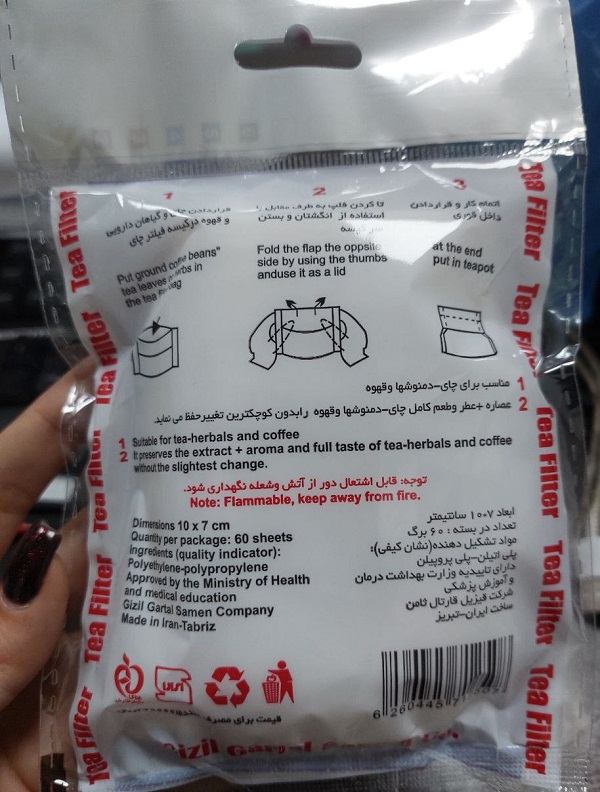 Tea Filter
1
2
3
قراردادن چای و گیاهان دارویی
و قهوه درکیسه فیلتر چای
تا کردن فلپ به طرف مقابل با
استفاده از انگشتان و بستن
سر کیسه
اتمام کار و قراردادن
داخل قوری
Put ground coffee beans"
tea leaves herbs in
the tea bag
Fold the flap the oppsite
side by using the thumbs
anduse it as a lid
at the end
put in teapot
1 مناسب برای چای-دمنوشها وقهوه
2 عصاره +عطر وطعم کامل چای-دمنوشها وقهوه رابدون کوچکترین تغییرحفظ می نماید.
1 Suitable for tea-herbals and coffee
2 It preserves the extract + aroma and full taste of tea-herbals and coffee
without the slightest change.
توجه: قابل اشتعال دور از آتش وشعله نگهداری شود.
Note: Flammable, keep away from fire.
Dimensions 10 x 7 cm
Quantity per package: 60 sheets
Ingredients (quality indicator):
Polyethylene-polypropylene
Approved by the Ministry of Health
and medical education
Gizil Gartal Samen Company
Made in Iran-Tabriz
ابعاد ۷*۱۰ سانتیمتر
تعداد در بسته : ۶۰ برگ
مواد تشکیل دهنده(نشان کیفی):
پلی اتیلن-پلی پروپیلن
دارای تاییدیه وزارت بهداشت درمان
و آموزش پزشکی
شرکت قیزیل قارتال ثامن
ساخت ایران-تبریز
قیمت برای مصرف
Gizil Gartal